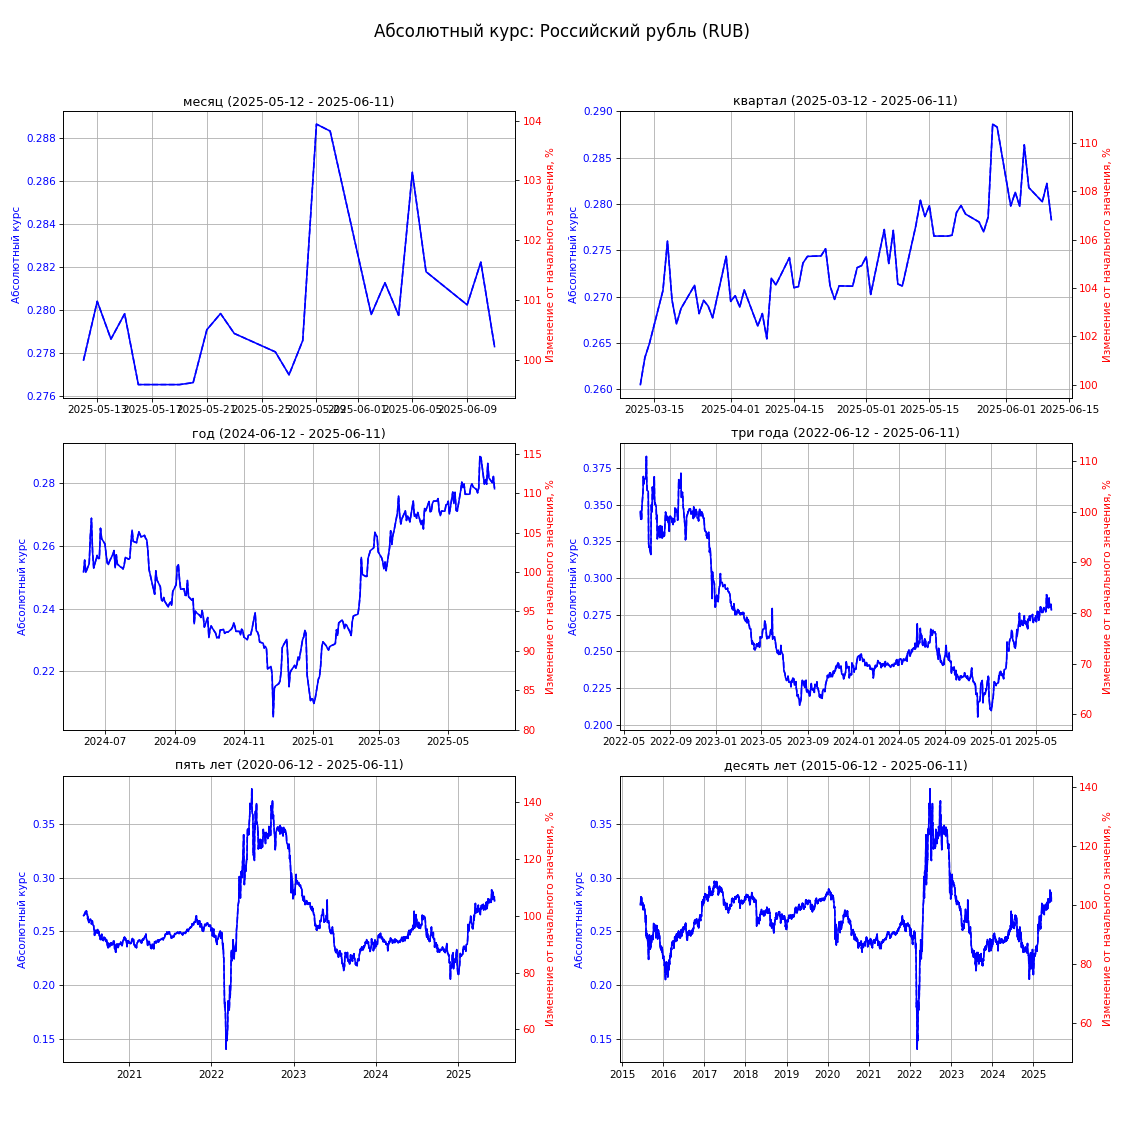 Абсолютный курс: Российский рубль (RUB)
месяц (2025-05-12 - 2025-06-11)
Абсолютный курс
0.288
0.286
0.284
0.282
0.280
0.278
0.276
104
103
102
101
100
Изменение от начального значения, %
2025-05-13 2025-05-17 2025-05-21 2025-05-25 2025-05-29 2025-06-01 2025-06-05 2025-06-09
квартал (2025-03-12 - 2025-06-11)
Абсолютный курс
0.290
0.285
0.280
0.275
0.270
0.265
0.260
110
108
106
104
102
100
Изменение от начального значения, %
2025-03-15 2025-04-01 2025-04-15 2025-05-01 2025-05-15 2025-06-01 2025-06-15
год (2024-06-12 - 2025-06-11)
Абсолютный курс
0.28
0.26
0.24
0.22
115
110
105
100
95
90
85
80
Изменение от начального значения, %
2024-07 2024-09 2024-11 2025-01 2025-03 2025-05
три года (2022-06-12 - 2025-06-11)
Абсолютный курс
0.375
0.350
0.325
0.300
0.275
0.250
0.225
0.200
110
100
90
80
70
60
Изменение от начального значения, %
2022-05 2022-09 2023-01 2023-05 2023-09 2024-01 2024-05 2024-09 2025-01 2025-05
пять лет (2020-06-12 - 2025-06-11)
Абсолютный курс
0.35
0.30
0.25
0.20
0.15
140
120
100
80
60
Изменение от начального значения, %
2021 2022 2023 2024 2025
десять лет (2015-06-12 - 2025-06-11)
Абсолютный курс
0.35
0.30
0.25
0.20
0.15
140
120
100
80
60
Изменение от начального значения, %
2015 2016 2017 2018 2019 2020 2021 2022 2023 2024 2025